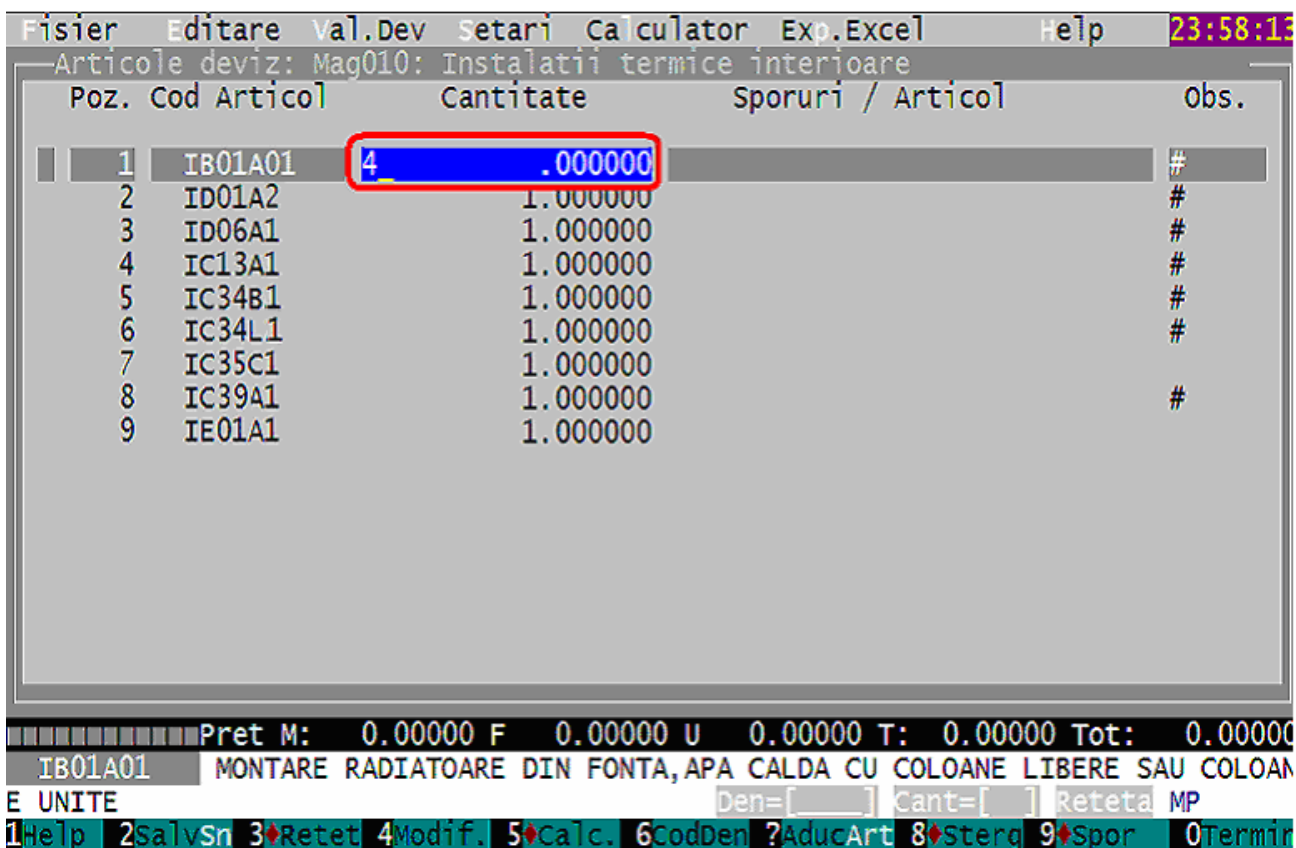 Fisier Editare Val.Dev Setari Calculator Exp.Excel Help 23:58:13
Articole deviz: Mag010: Instalatii termice interioare
Poz. Cod Articol Cantitate Sporuri / Articol Obs.
1 IB01A01 4_ .000000 #
2 ID01A2 1.000000 #
3 ID06A1 1.000000 #
4 IC13A1 1.000000 #
5 IC34B1 1.000000 #
6 IC34L1 1.000000 #
7 IC35C1 1.000000
8 IC39A1 1.000000 #
9 IE01A1 1.000000
Pret M: 0.00000 F 0.00000 U 0.00000 T: 0.00000 Tot: 0.00000
IB01A01 MONTARE RADIATOARE DIN FONTA,APA CALDA CU COLOANE LIBERE SAU COLOAN
E UNITE Den=[____] Cant=[ ] Reteta MP
1Help 2SalvSn 3♦Retet 4Modif. 5♦Calc. 6CodDen ?AducArt 8♦Sterg 9♦Spor 0Termin